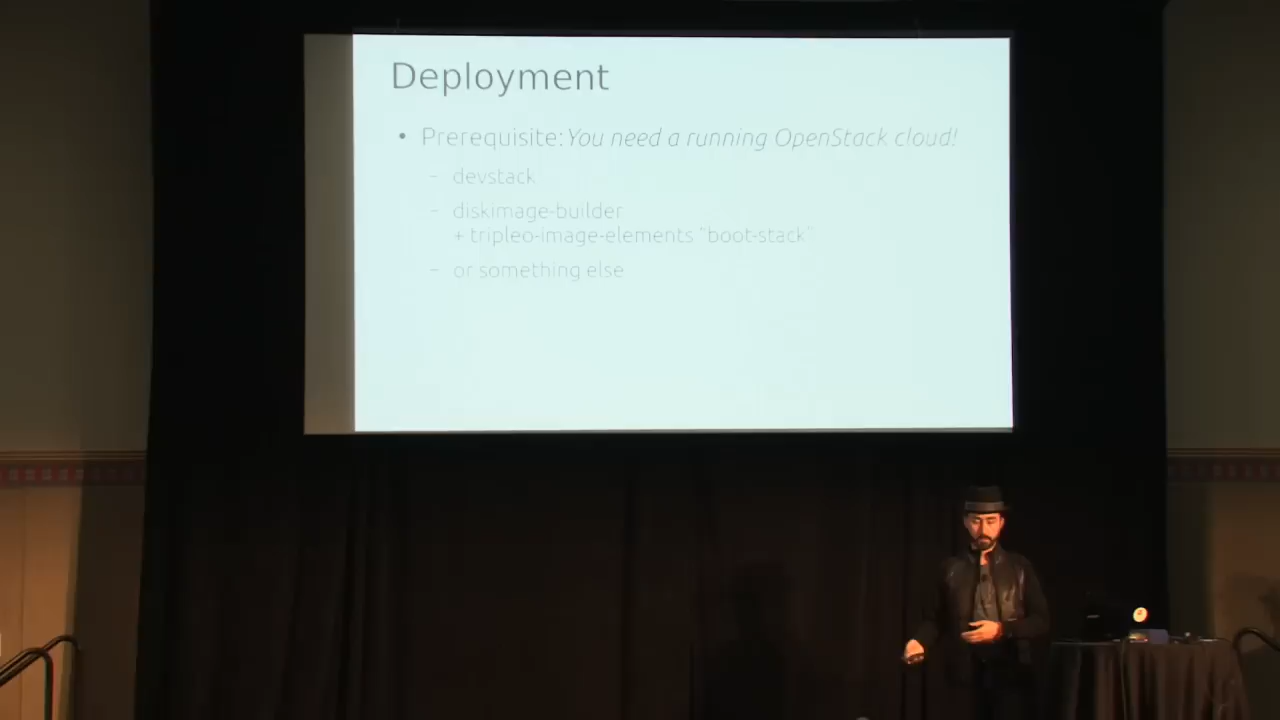 Deployment
• Prerequisite: You need a running OpenStack cloud!
– devstack
– diskimage-builder
+ tripleo-image-elements "boot-stack"
– or something else